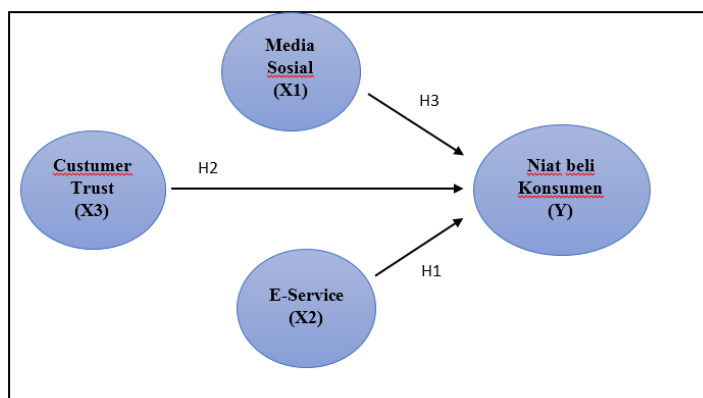 Media
Sosial
(X1)
H3
Custumer
Trust
(X3)
H2
Niat beli
Konsumen
(Y)
E-Service
(X2)
H1